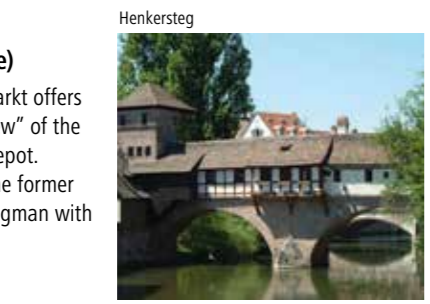 Henkersteg
e)
arkt offers
w” of the
epot.
e former
gman with